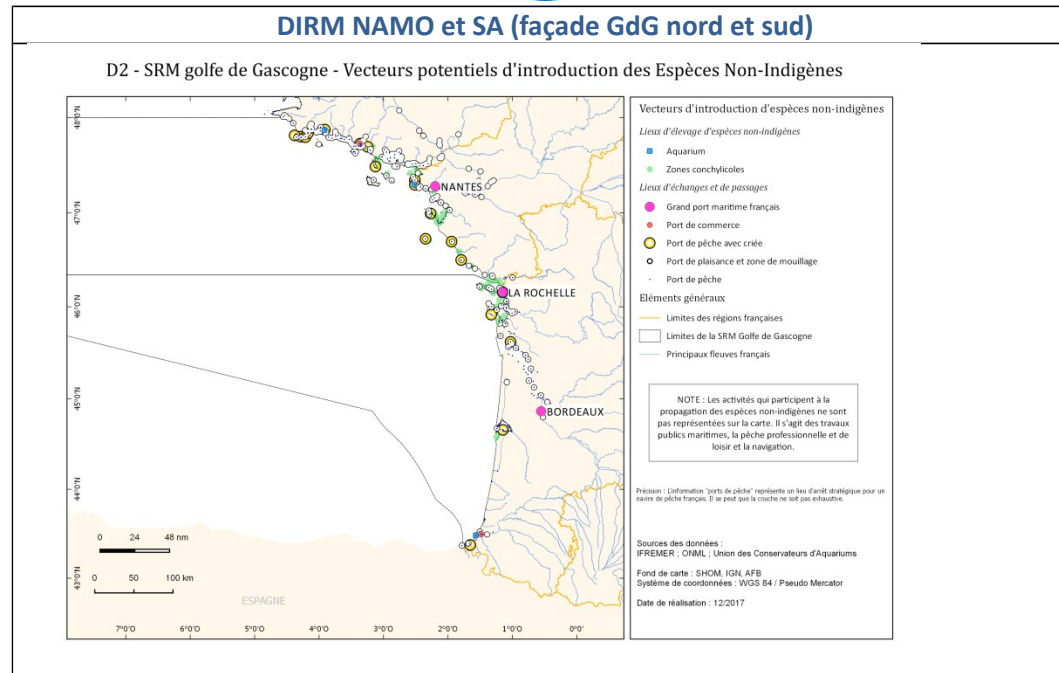 DIRM NAMO et SA (façade GdG nord et sud)
D2 - SRM golfe de Gascogne - Vecteurs potentiels d'introduction des Espèces Non-Indigènes
48°0'N
47°0'N
46°0'N
45°0'N
44°0'N
43°0'N
NANTES
LA ROCHELLE
BORDEAUX
0 24 48 nm
0 50 100 km
ESPAGNE
7°0'O 6°0'O 5°0'O 4°0'O 3°0'O 2°0'O 1°0'O 0°0'
Vecteurs d'introduction d'espèces non-indigènes
Lieux d'élevage d'espèces non-indigènes
Aquarium
Zones conchylicoles
Lieux d'échanges et de passages
Grand port maritime français
Port de commerce
Port de pêche avec criée
Port de plaisance et zone de mouillage
Port de pêche
Eléments généraux
Limites des régions françaises
Limites de la SRM Golfe de Gascogne
Principaux fleuves français
NOTE : Les activités qui participent à la
propagation des espèces non-indigènes ne sont
pas représentées sur la carte. Il s'agit des travaux
publics maritimes, la pêche professionnelle et de
loisir et la navigation.
Précision : L'information "ports de pêche" représente un lieu d'arrêt stratégique pour un
navire de pêche français. Il se peut que la couche ne soit pas exhaustive.
Sources des données :
IFREMER ; ONML ; Union des Conservateurs d'Aquariums
Fond de carte : SHOM, IGN, AFB
Système de coordonnées : WGS 84 / Pseudo Mercator
Date de réalisation : 12/2017